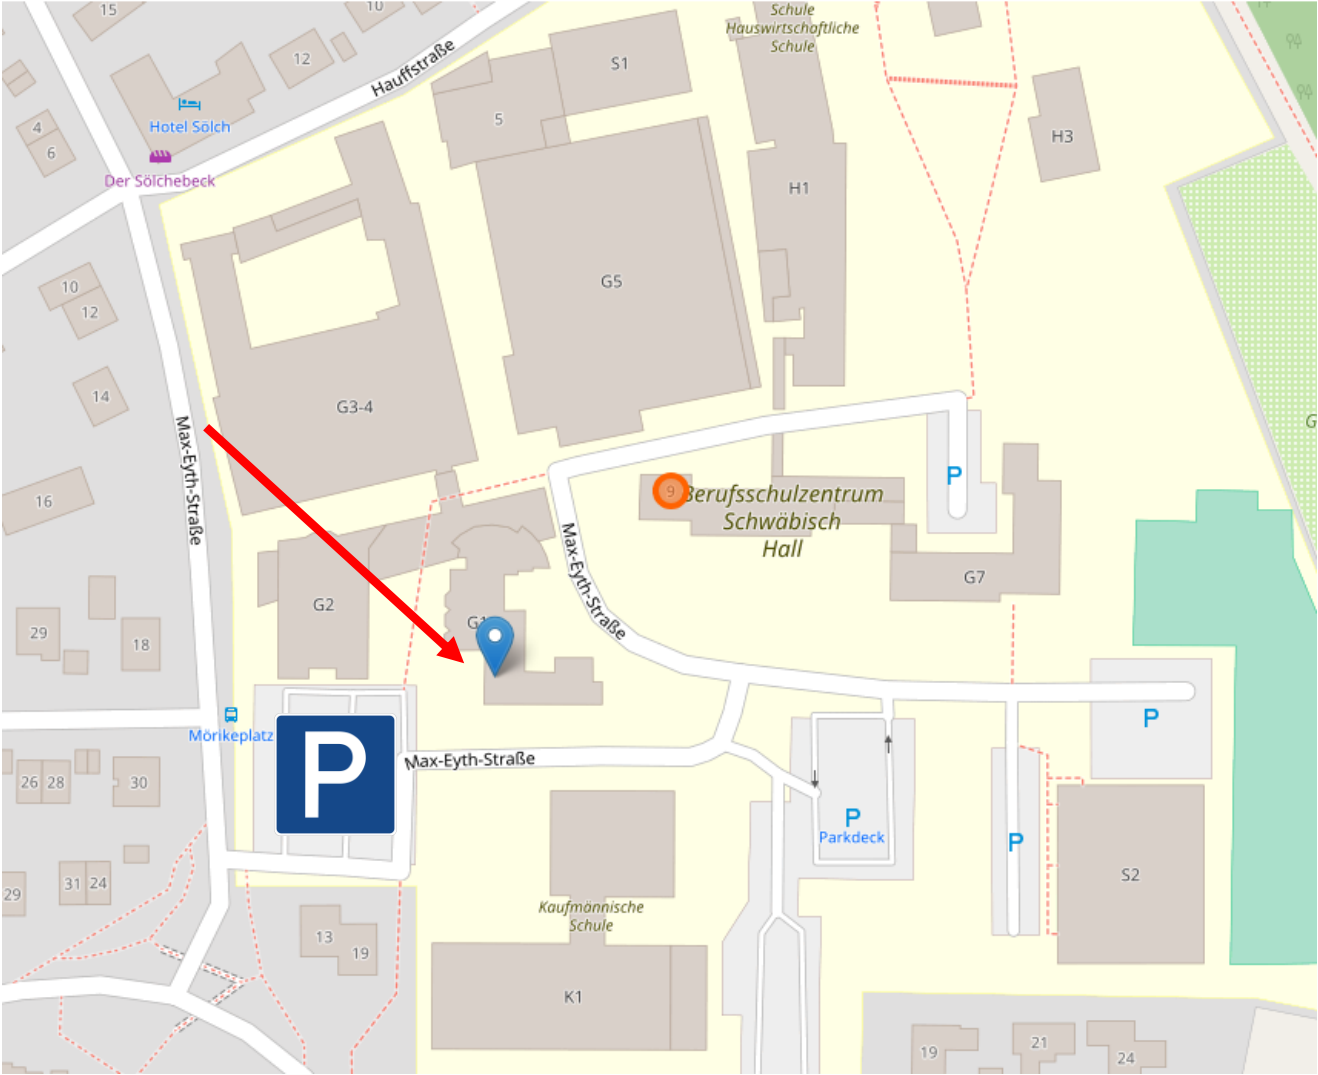 15
10
Schule
Hauswirtschaftliche
Schule
12
Hauffstraße
S1
Hotel Sölch
5
4
6
H3
Der Sölchebeck
H1
10
12
G5
14
G3-4
Max-Eyth-Straße
G
16
P
9
Berufsschulzentrum
Schwäbisch
Hall
Max-Eyth-Straße
G7
G2
29
18
G1
Mörikeplatz
P
P
Max-Eyth-Straße
26
28
30
P
Parkdeck
P
31
24
29
S2
Kaufmännische
Schule
13
19
K1
19
21
24